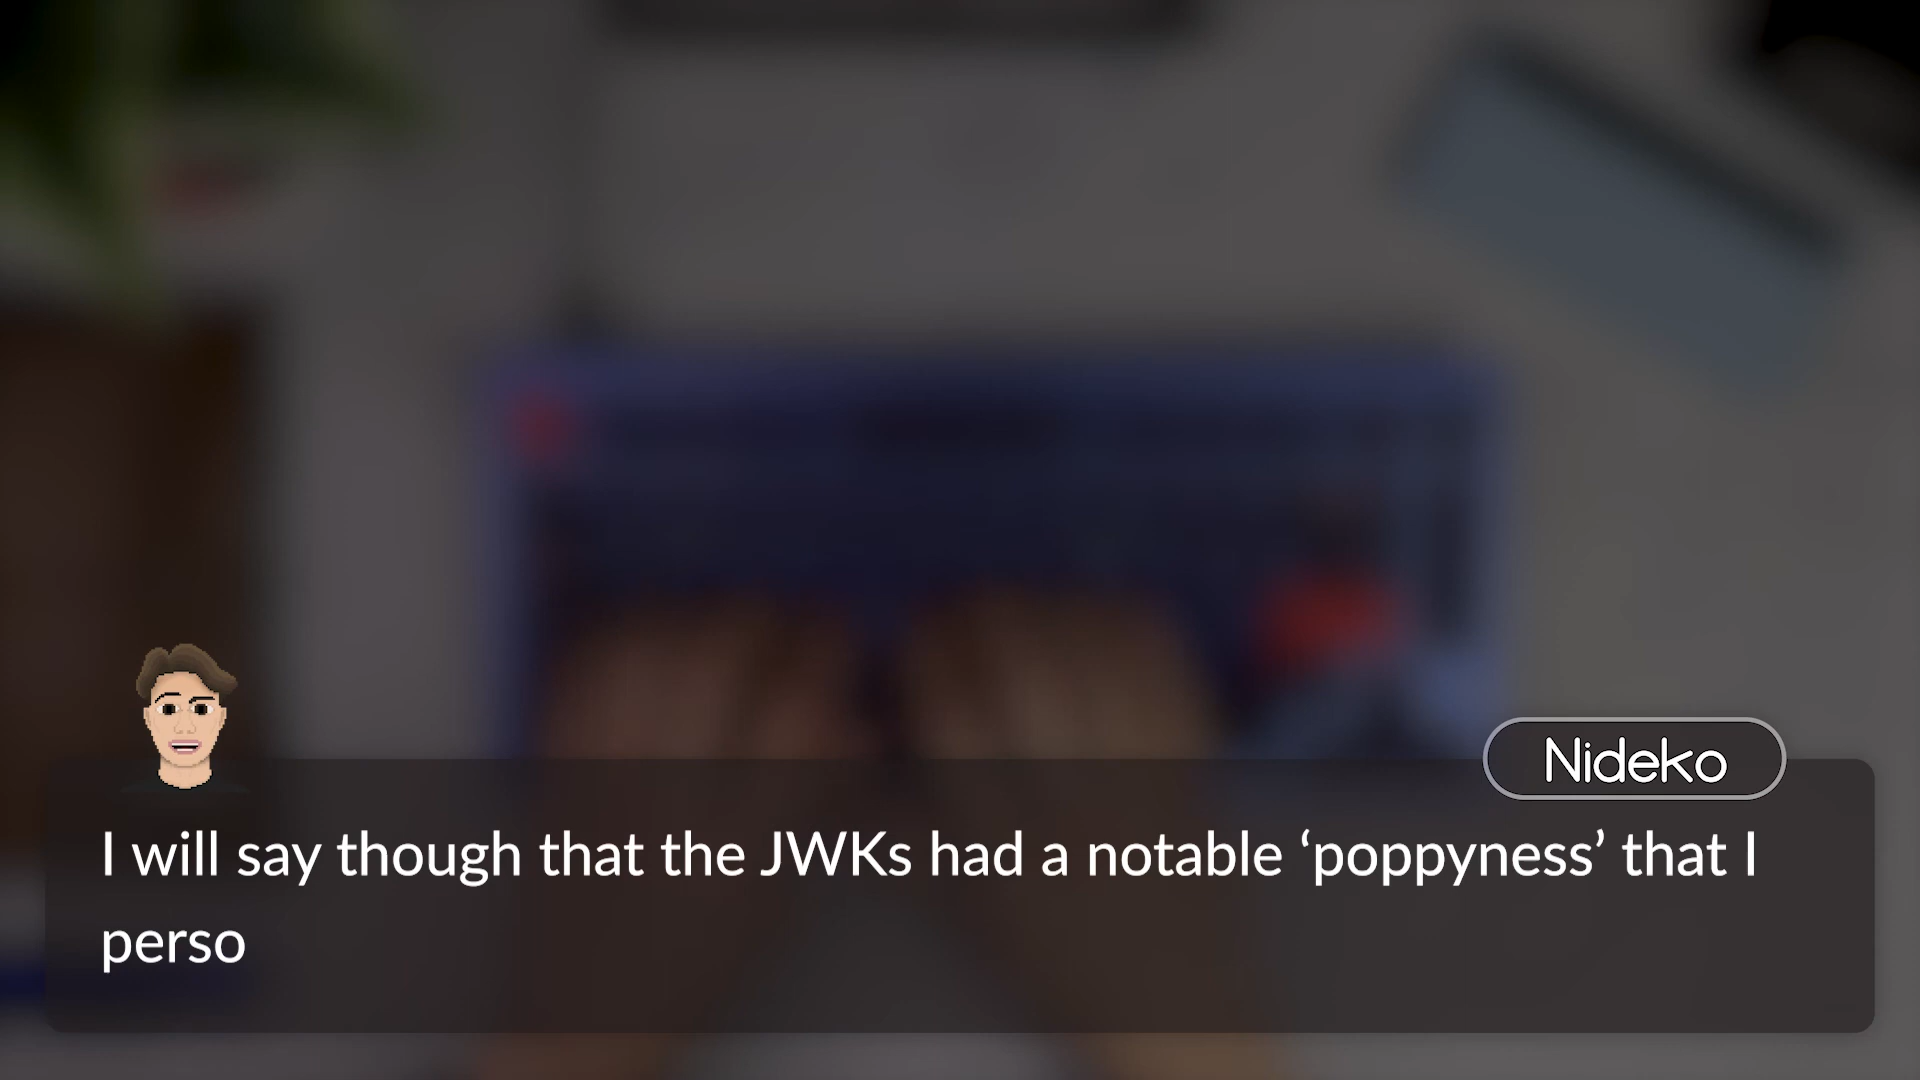 Nideko
I will say though that the JWKs had a notable ‘poppyness’ that I
perso